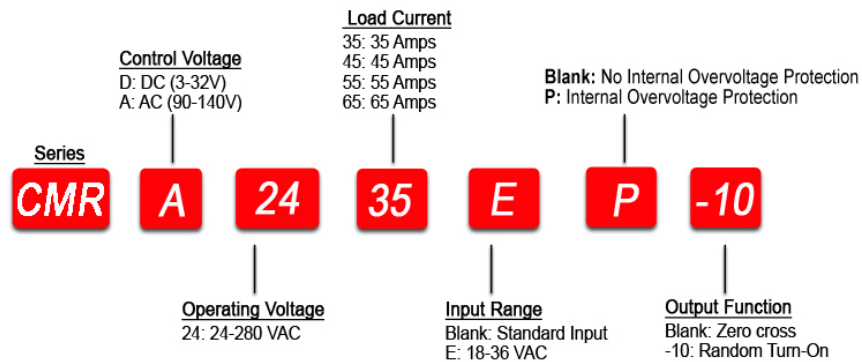 Load Current
35: 35 Amps
45: 45 Amps
55: 55 Amps
65: 65 Amps
Control Voltage
D: DC (3-32V)
A: AC (90-140V)
Blank: No Internal Overvoltage Protection
P: Internal Overvoltage Protection
Series
CMR A 24 35 E P -10
Operating Voltage
24: 24-280 VAC
Input Range
Blank: Standard Input
E: 18-36 VAC
Output Function
Blank: Zero cross
-10: Random Turn-On